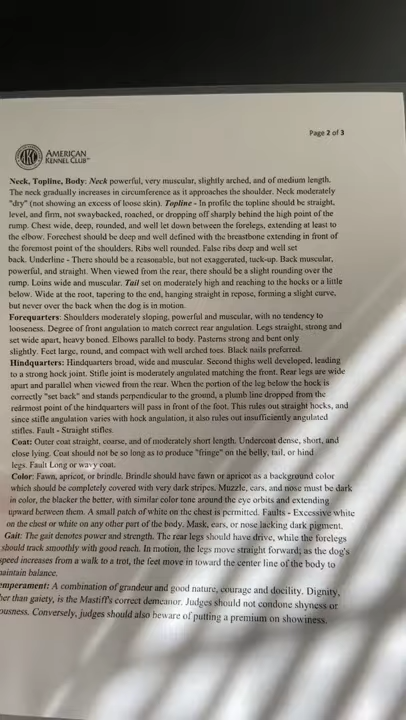 Page 2 of 3
AMERICAN
KENNEL CLUB
Neck, Topline, Body: Neck powerful, very muscular, slightly arched, and of medium length.
The neck gradually increases in circumference as it approaches the shoulder. Neck moderately
"dry" (not showing an excess of loose skin). Topline - In profile the topline should be straight,
level, and firm, not swaybacked, roached, or dropping off sharply behind the high point of the
rump. Chest wide, deep, rounded, and well let down between the forelegs, extending at least to
the elbow. Forechest should be deep and well defined with the breastbone extending in front of
the foremost point of the shoulders. Ribs well rounded. False ribs deep and well set
back. Underline - There should be a reasonable, but not exaggerated, tuck-up. Back muscular,
powerful, and straight. When viewed from the rear, there should be a slight rounding over the
rump. Loins wide and muscular. Tail set on moderately high and reaching to the hocks or a little
below. Wide at the root, tapering to the end, hanging straight in repose, forming a slight curve,
but never over the back when the dog is in motion.
Forequarters: Shoulders moderately sloping, powerful and muscular, with no tendency to
looseness. Degree of front angulation to match correct rear angulation. Legs straight, strong and
set wide apart, heavy boned. Elbows parallel to body. Pasterns strong and bent only
slightly. Feet large, round, and compact with well arched toes. Black nails preferred.
Hindquarters: Hindquarters broad, wide and muscular. Second thighs well developed, leading
to a strong hock joint. Stifle joint is moderately angulated matching the front. Rear legs are wide
apart and parallel when viewed from the rear. When the portion of the leg below the hock is
correctly "set back" and stands perpendicular to the ground, a plumb line dropped from the
rearmost point of the hindquarters will pass in front of the foot. This rules out straight hocks, and
since stifle angulation varies with hock angulation, it also rules out insufficiently angulated
stifles. Fault - Straight stifles.
Coat: Outer coat straight, coarse, and of moderately short length. Undercoat dense, short, and
close lying. Coat should not be so long as to produce "fringe" on the belly, tail, or hind
legs. Fault Long or wavy coat.
Color: Fawn, apricot, or brindle. Brindle should have fawn or apricot as a background color
which should be completely covered with very dark stripes. Muzzle, ears, and nose must be dark
in color, the blacker the better, with similar color tone around the eye orbits and extending
upward between them. A small patch of white on the chest is permitted. Faults - Excessive white
on the chest or white on any other part of the body. Mask, ears, or nose lacking dark pigment.
Gait: The gait denotes power and strength. The rear legs should have drive, while the forelegs
should track smoothly with good reach. In motion, the legs move straight forward; as the dog's
speed increases from a walk to a trot, the feet move in toward the center line of the body to
maintain balance.
emperament: A combination of grandeur and good nature, courage and docility. Dignity,
her than gaiety, is the Mastiff's correct demeanor. Judges should not condone shyness or
ousness. Conversely, judges should also beware of putting a premium on showiness.